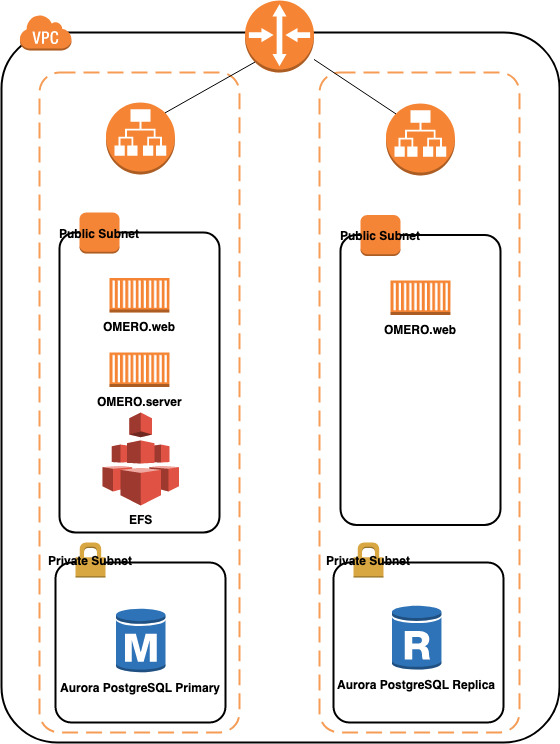 VPC
Public Subnet
OMERO.web
OMERO.server
EFS
Private Subnet
M
Aurora PostgreSQL Primary
Public Subnet
OMERO.web
Private Subnet
R
Aurora PostgreSQL Replica